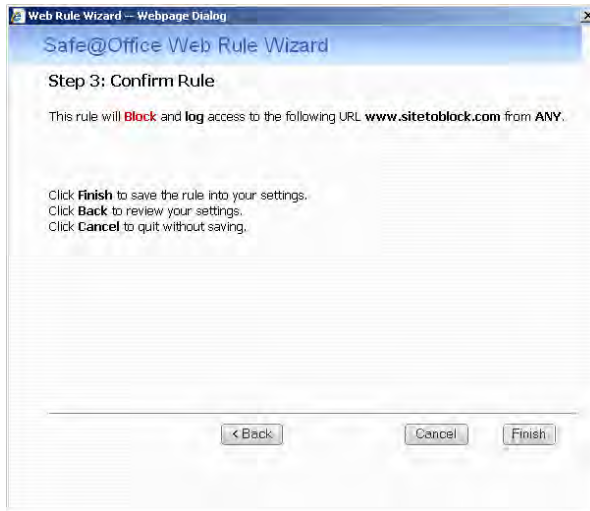 Web Rule Wizard -- Webpage Dialog
Safe@Office Web Rule Wizard
Step 3: Confirm Rule
This rule will Block and log access to the following URL www.sitetoblock.com from ANY.
Click Finish to save the rule into your settings.
Click Back to review your settings.
Click Cancel to quit without saving.
< Back Cancel Finish